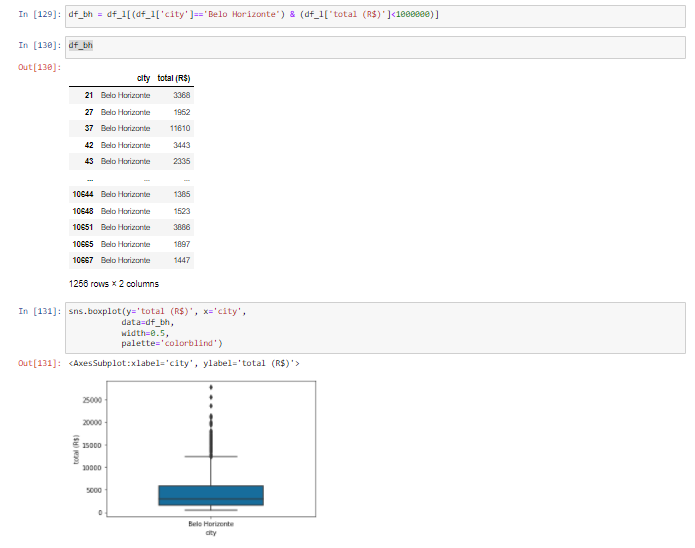 In [129]: df_bh = df_l[(df_l['city']=='Belo Horizonte') & (df_l['total (R$)']<1000000)]
In [130]: df_bh
Out[130]:
city total (R$)
21 Belo Horizonte 3368
27 Belo Horizonte 1952
37 Belo Horizonte 11610
42 Belo Horizonte 3443
43 Belo Horizonte 2335
... ... ...
10644 Belo Horizonte 1385
10648 Belo Horizonte 1523
10651 Belo Horizonte 3886
10665 Belo Horizonte 1897
10667 Belo Horizonte 1447
1256 rows × 2 columns
In [131]: sns.boxplot(y='total (R$)', x='city',
data=df_bh,
width=0.5,
palette='colorblind')
Out[131]: <AxesSubplot:xlabel='city', ylabel='total (R$)'>
25000
20000
15000
10000
5000
0
total (R$)
Belo Horizonte
city